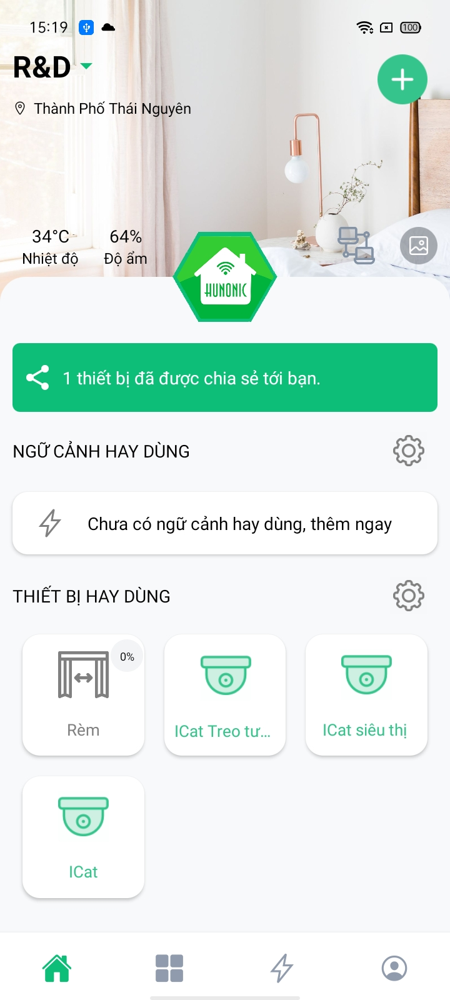 15:19
100
R&D
Thành Phố Thái Nguyên
34°C
64%
Nhiệt độ
Độ ẩm
HUNONIC
1 thiết bị đã được chia sẻ tới bạn.
NGỮ CẢNH HAY DÙNG
Chưa có ngữ cảnh hay dùng, thêm ngay
THIẾT BỊ HAY DÙNG
0%
Rèm
ICat Treo tư...
ICat siêu thị
ICat